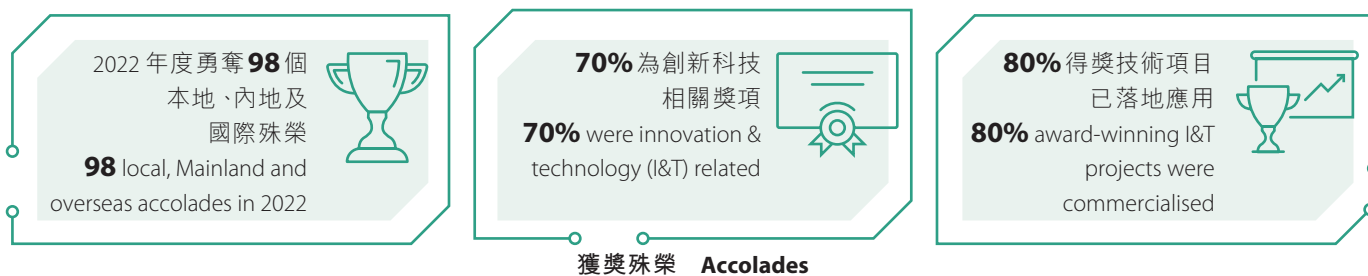 2022 年度勇奪98個
本地、內地及
國際殊榮
98 local, Mainland and
overseas accolades in 2022
70%為創新科技
相關獎項
70% were innovation &
technology (I&T) related
80%得獎技術項目
已落地應用
80% award-winning I&T
projects were
commercialised
獲獎殊榮 Accolades